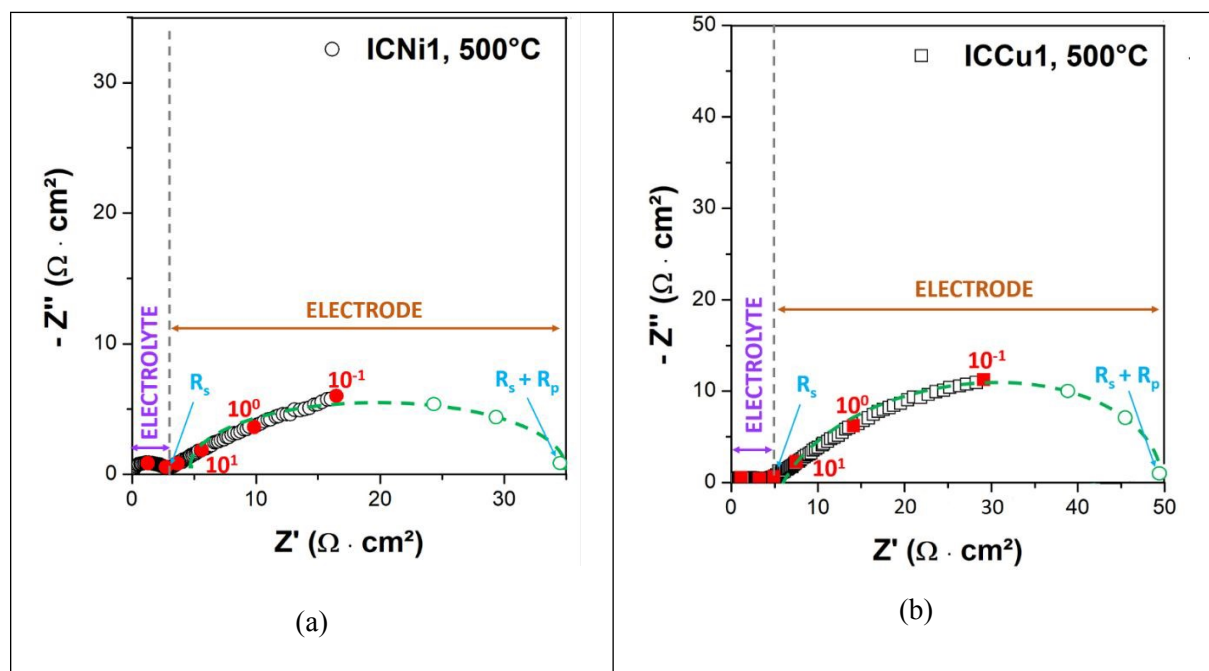 ICNi1, 500°C
30
20
10
0
- Z'' (Ω · cm²)
ELECTROLYTE
ELECTRODE
Rₛ
10¹
10⁰
10⁻¹
Rₛ + Rₚ
0
10
20
30
Z' (Ω · cm²)
(a)
ICCu1, 500°C
50
40
30
20
10
0
- Z'' (Ω · cm²)
ELECTROLYTE
ELECTRODE
Rₛ
10¹
10⁰
10⁻¹
Rₛ + Rₚ
0
10
20
30
40
50
Z' (Ω · cm²)
(b)